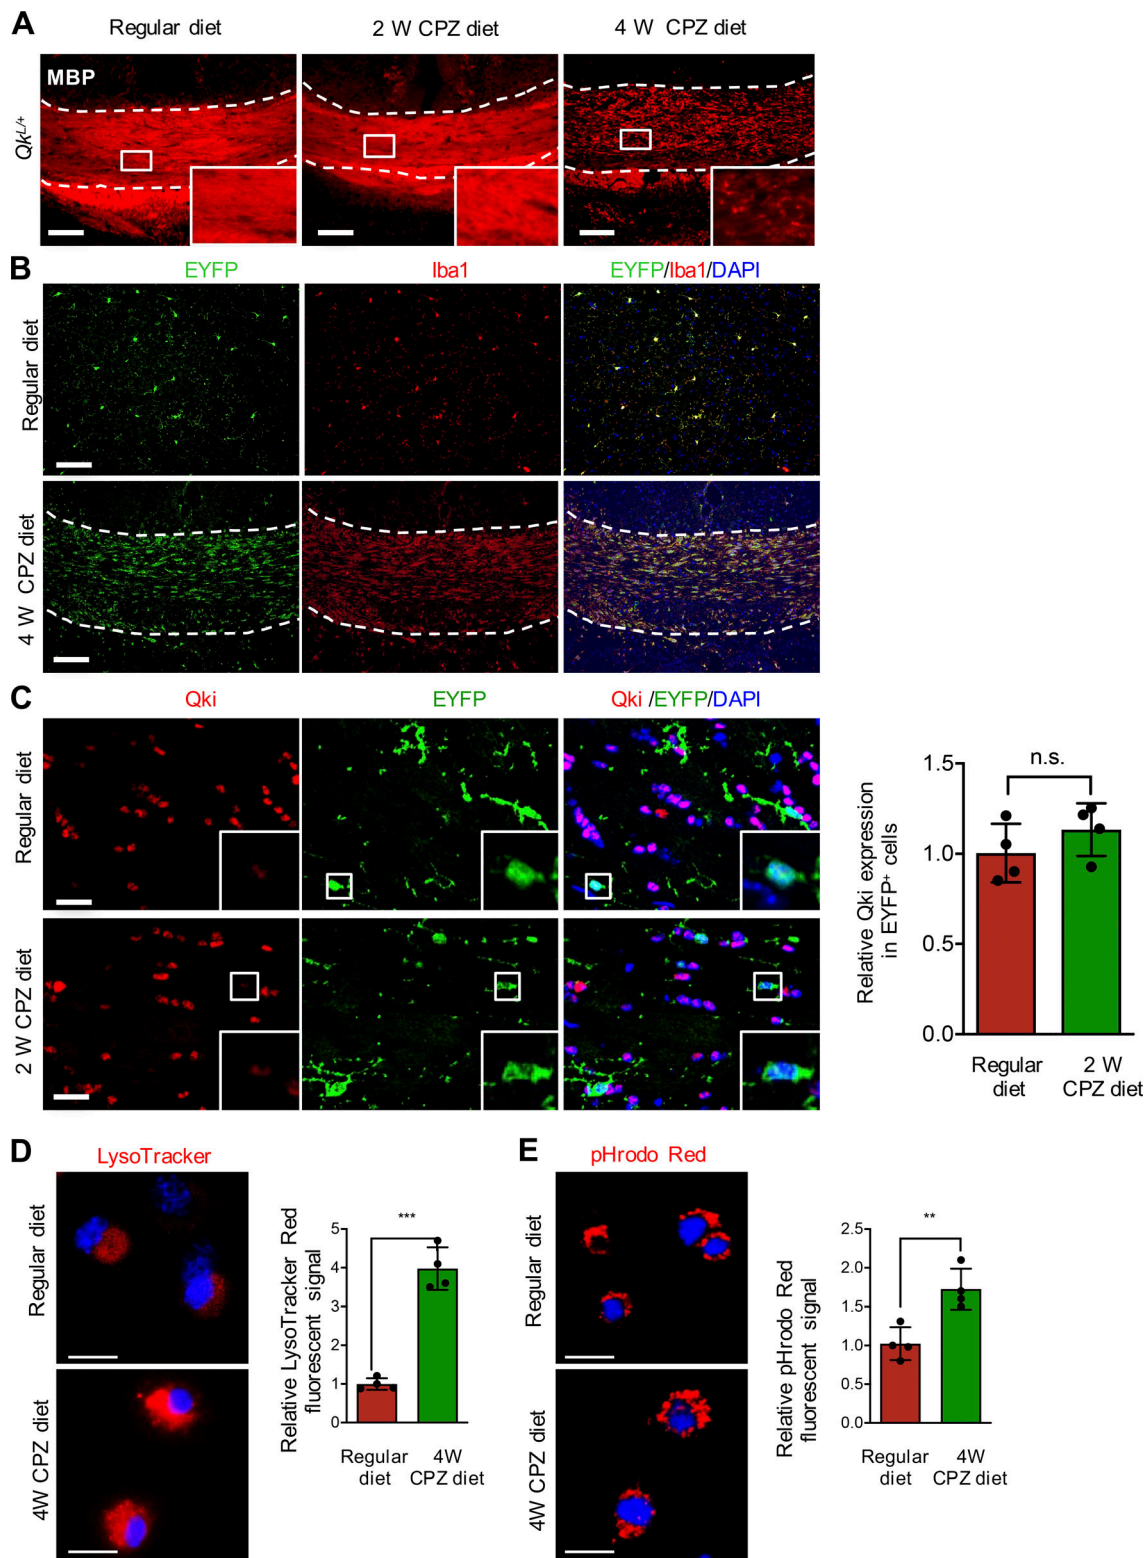 A
Regular diet
2 W CPZ diet
4 W CPZ diet
MBP
Qk^L/+
B
EYFP
Iba1
EYFP/Iba1/DAPI
Regular diet
4 W CPZ diet
C
Qki
EYFP
Qki /EYFP/DAPI
Regular diet
2 W CPZ diet
Relative Qki expression
in EYFP⁺ cells
1.5
1.0
0.5
0.0
n.s.
Regular
diet
2 W
CPZ diet
D
LysoTracker
Regular diet
4W CPZ diet
Relative LysoTracker Red
fluorescent signal
5
4
3
2
1
0
***
Regular
diet
4W
CPZ diet
E
pHrodo Red
Regular diet
4W CPZ diet
Relative pHrodo Red
fluorescent signal
2.5
2.0
1.5
1.0
0.5
0.0
**
Regular
diet
4W
CPZ diet